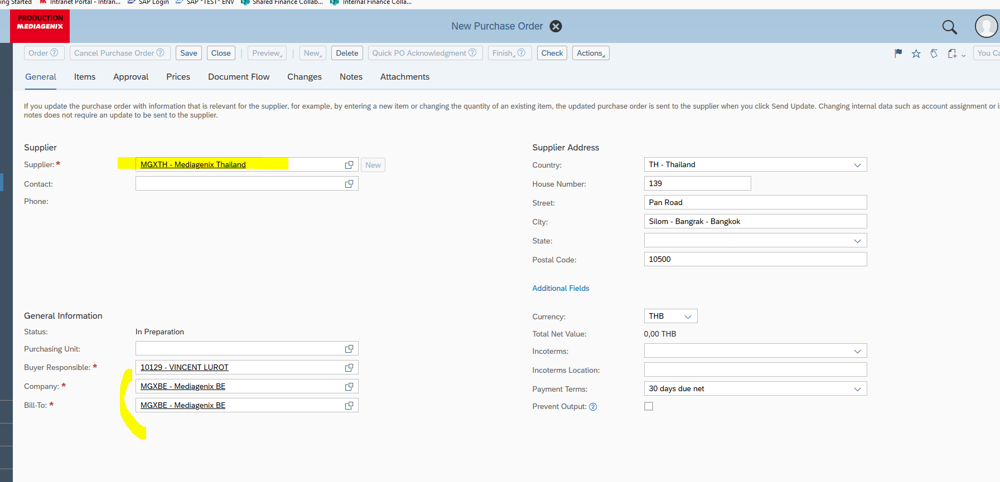 ing Started Intranet Portal - Intran... SAP Login SAP *TEST* ENV Shared Finance Collab... Internal Finance Colla...
PRODUCTION
MEDIAGENIX
New Purchase Order
Order Cancel Purchase Order Save Close Preview New Delete Quick PO Acknowledgment Finish Check Actions You Ca
General Items Approval Prices Document Flow Changes Notes Attachments
If you update the purchase order with information that is relevant for the supplier, for example, by entering a new item or changing the quantity of an existing item, the updated purchase order is sent to the supplier when you click Send Update. Changing internal data such as account assignment or i
notes does not require an update to be sent to the supplier.
Supplier
Supplier:* MGXTH - Mediagenix Thailand New
Contact:
Phone:
Supplier Address
Country: TH - Thailand
House Number: 139
Street: Pan Road
City: Silom - Bangrak - Bangkok
State:
Postal Code: 10500
Additional Fields
General Information
Status: In Preparation
Purchasing Unit:
Buyer Responsible: * 10129 - VINCENT LUROT
Company: * MGXBE - Mediagenix BE
Bill-To: * MGXBE - Mediagenix BE
Currency: THB
Total Net Value: 0,00 THB
Incoterms:
Incoterms Location:
Payment Terms: 30 days due net
Prevent Output: